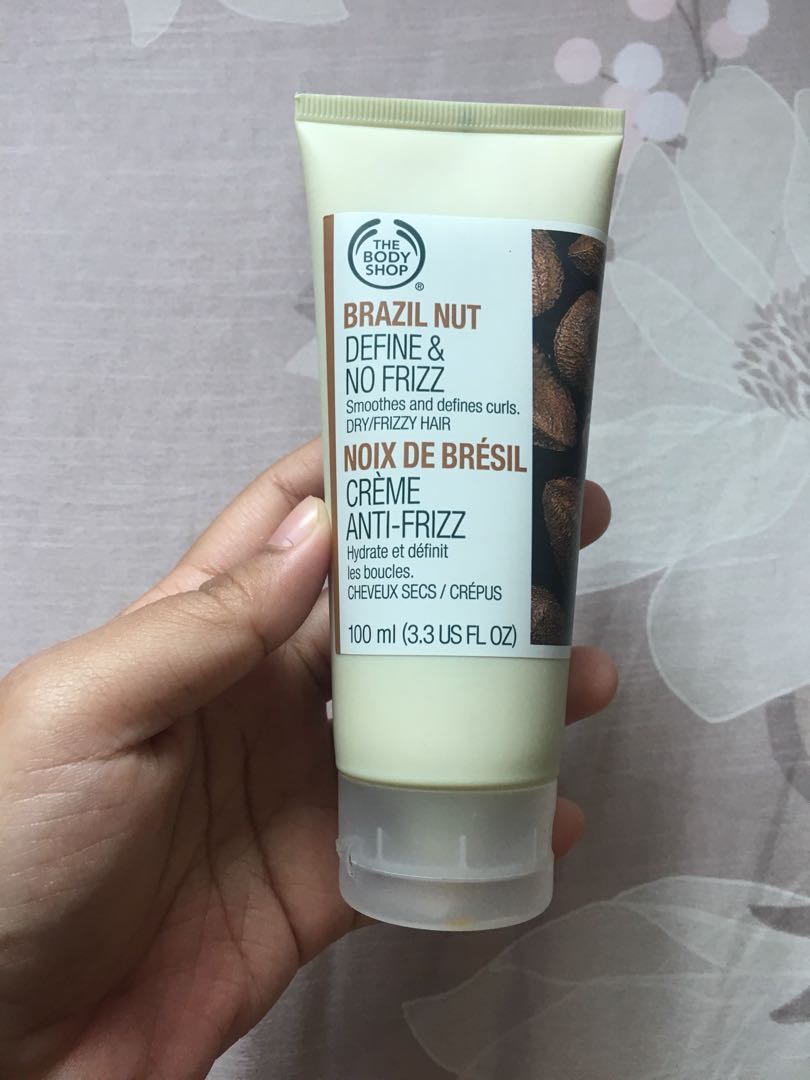 THE
BODY
SHOP
®
BRAZIL NUT
DEFINE &
NO FRIZZ
Smoothes and defines curls.
DRY/FRIZZY HAIR
NOIX DE BRÉSIL
CRÈME
ANTI-FRIZZ
Hydrate et définit
les boucles.
CHEVEUX SECS / CRÉPUS
100 ml (3.3 US FL OZ)